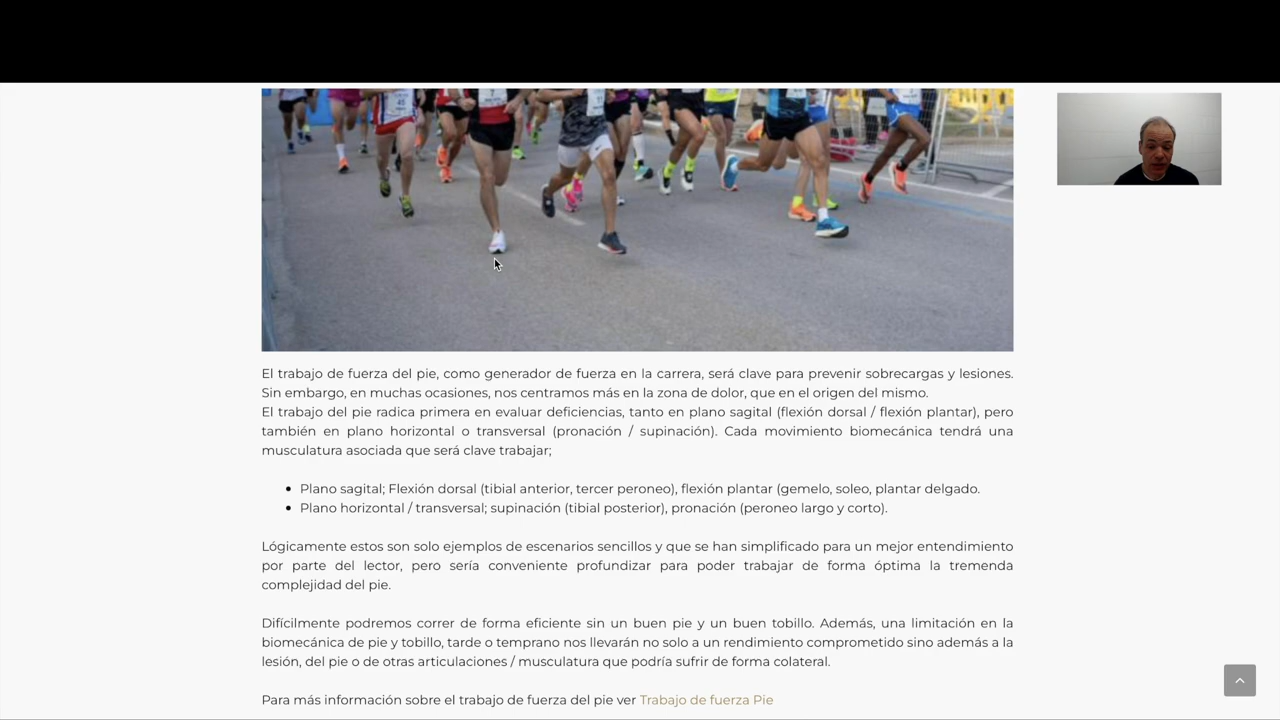 45
7
El trabajo de fuerza del pie, como generador de fuerza en la carrera, será clave para prevenir sobrecargas y lesiones.
Sin embargo, en muchas ocasiones, nos centramos más en la zona de dolor, que en el origen del mismo.
El trabajo del pie radica primera en evaluar deficiencias, tanto en plano sagital (flexión dorsal / flexión plantar), pero
también en plano horizontal o transversal (pronación / supinación). Cada movimiento biomecánica tendrá una
musculatura asociada que será clave trabajar;
• Plano sagital; Flexión dorsal (tibial anterior, tercer peroneo), flexión plantar (gemelo, soleo, plantar delgado.
• Plano horizontal / transversal; supinación (tibial posterior), pronación (peroneo largo y corto).
Lógicamente estos son solo ejemplos de escenarios sencillos y que se han simplificado para un mejor entendimiento
por parte del lector, pero sería conveniente profundizar para poder trabajar de forma óptima la tremenda
complejidad del pie.
Difícilmente podremos correr de forma eficiente sin un buen pie y un buen tobillo. Además, una limitación en la
biomecánica de pie y tobillo, tarde o temprano nos llevarán no solo a un rendimiento comprometido sino además a la
lesión, del pie o de otras articulaciones / musculatura que podría sufrir de forma colateral.
Para más información sobre el trabajo de fuerza del pie ver Trabajo de fuerza Pie